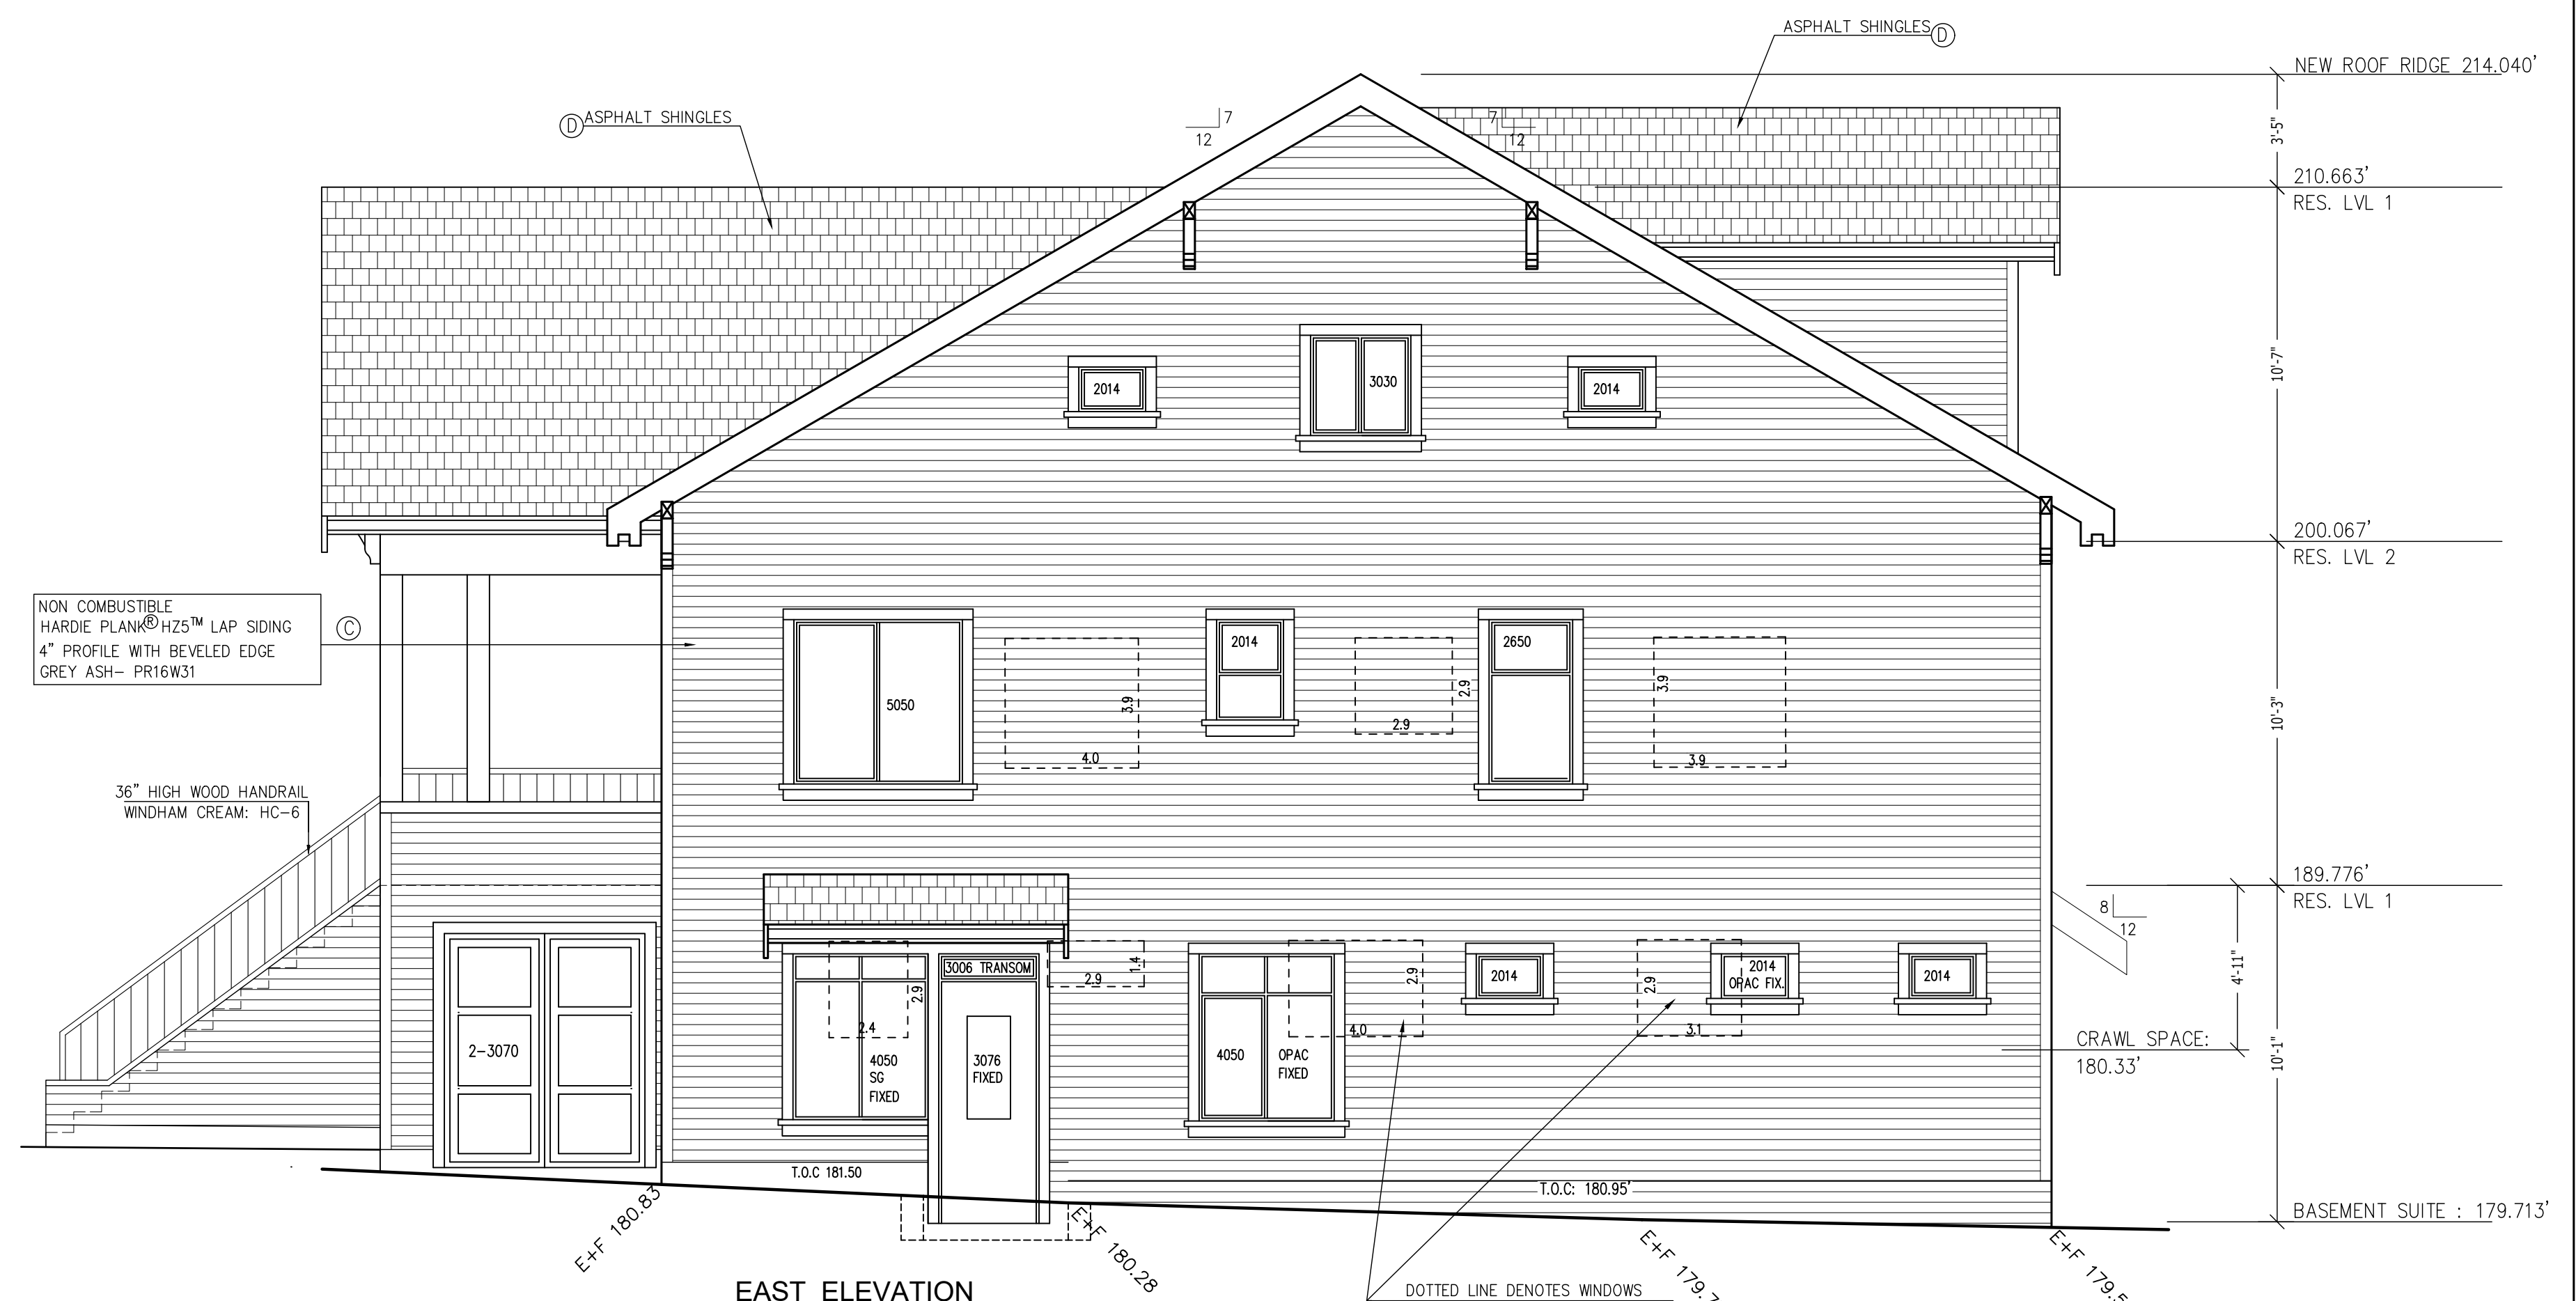 ASPHALT SHINGLES D
NEW ROOF RIDGE 214.040'
D ASPHALT SHINGLES
7
12
7
12
3'-5"
210.663'
RES. LVL 1
10'-7"
2014
3030
2014
200.067'
RES. LVL 2
NON COMBUSTIBLE
HARDIE PLANK® HZ5™ LAP SIDING
4" PROFILE WITH BEVELED EDGE
GREY ASH- PR16W31
C
5050
3.9
4.0
2014
2.9
2.9
2650
3.9
3.9
10'-3"
36" HIGH WOOD HANDRAIL
WINDHAM CREAM: HC-6
189.776'
RES. LVL 1
8
12
4'-11"
2-3070
2.9
2.4
4050
SG
FIXED
3006 TRANSOM
3076
FIXED
1.4
2.9
4050
OPAC
FIXED
2.9
4.0
2014
2.9
3.1
2014
OPAC FIX.
2014
CRAWL SPACE:
180.33'
10'-1"
T.O.C 181.50
T.O.C: 180.95'
BASEMENT SUITE : 179.713'
E+F 180.83
E+F 180.28
E+F 179.7
E+F 179.5
EAST ELEVATION
DOTTED LINE DENOTES WINDOWS